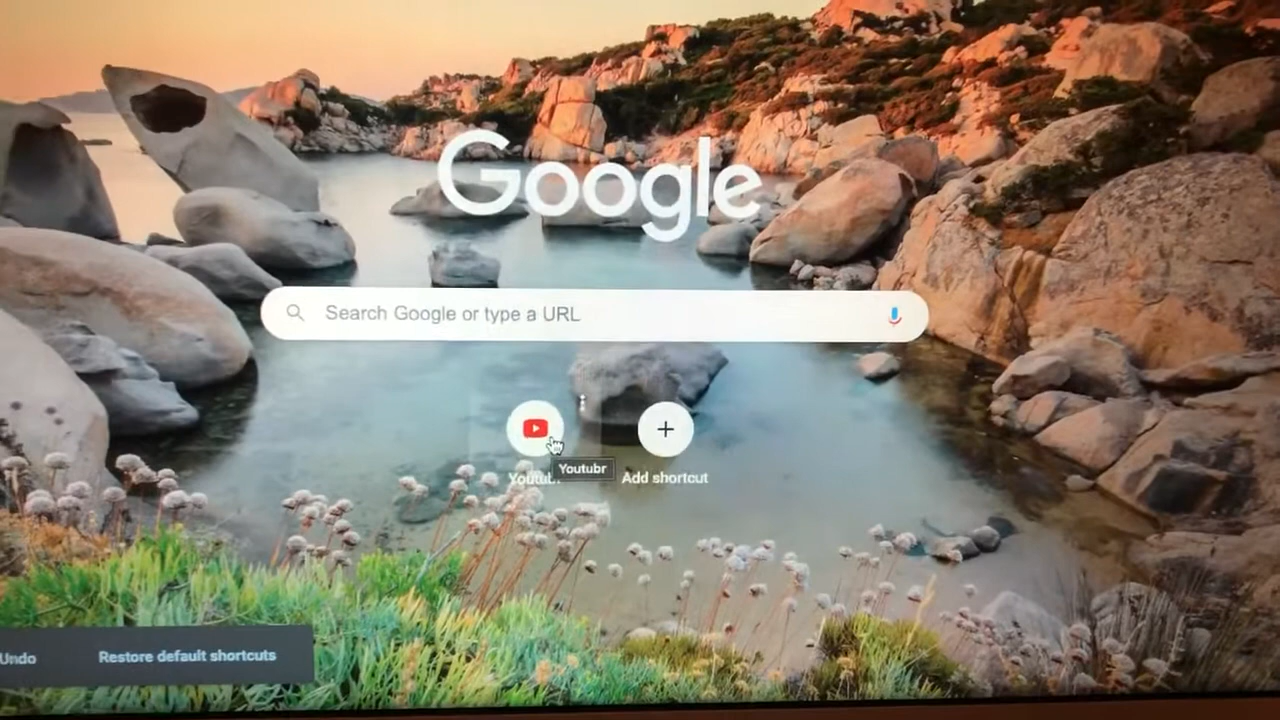 Google
Search Google or type a URL
Youtubr
Add shortcut
Undo
Restore default shortcuts